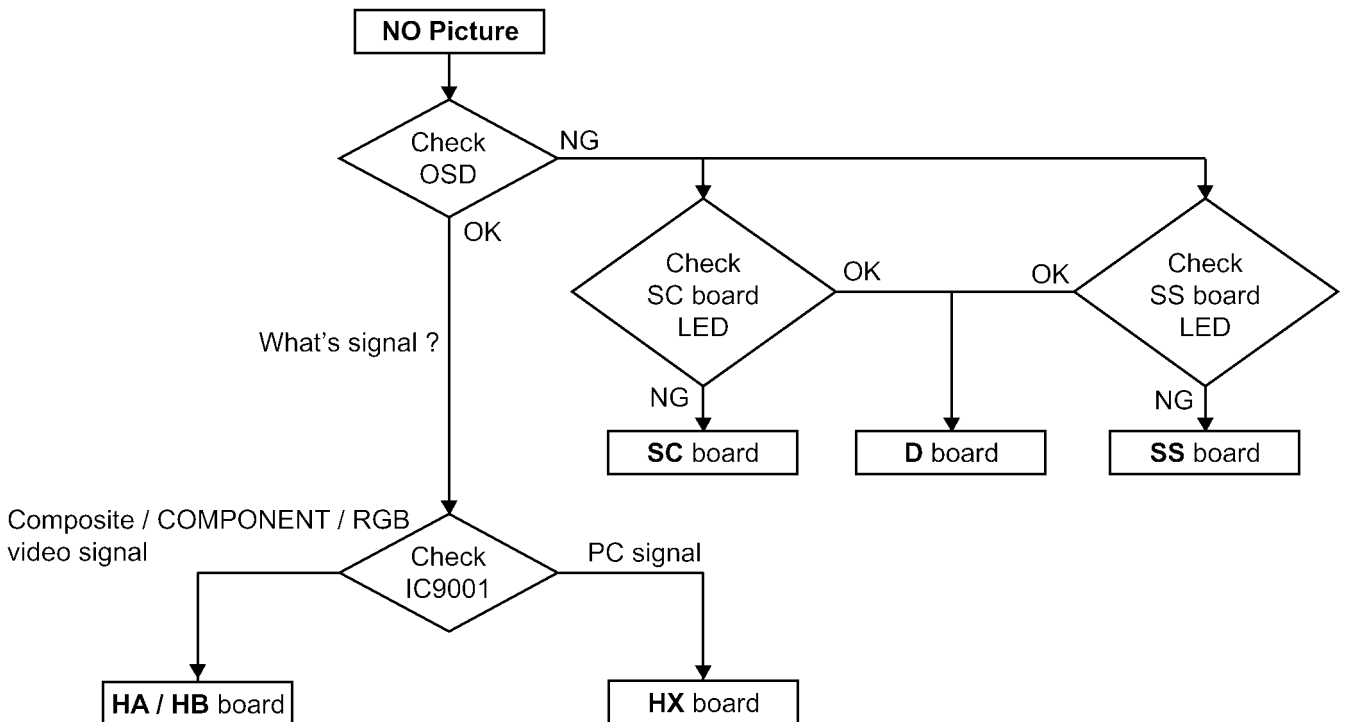 NO Picture
Check
OSD
NG
OK
Check
SC board
LED
OK
OK
Check
SS board
LED
What's signal ?
NG
NG
SC board
D board
SS board
Composite / COMPONENT / RGB
video signal
Check
IC9001
PC signal
HA / HB board
HX board